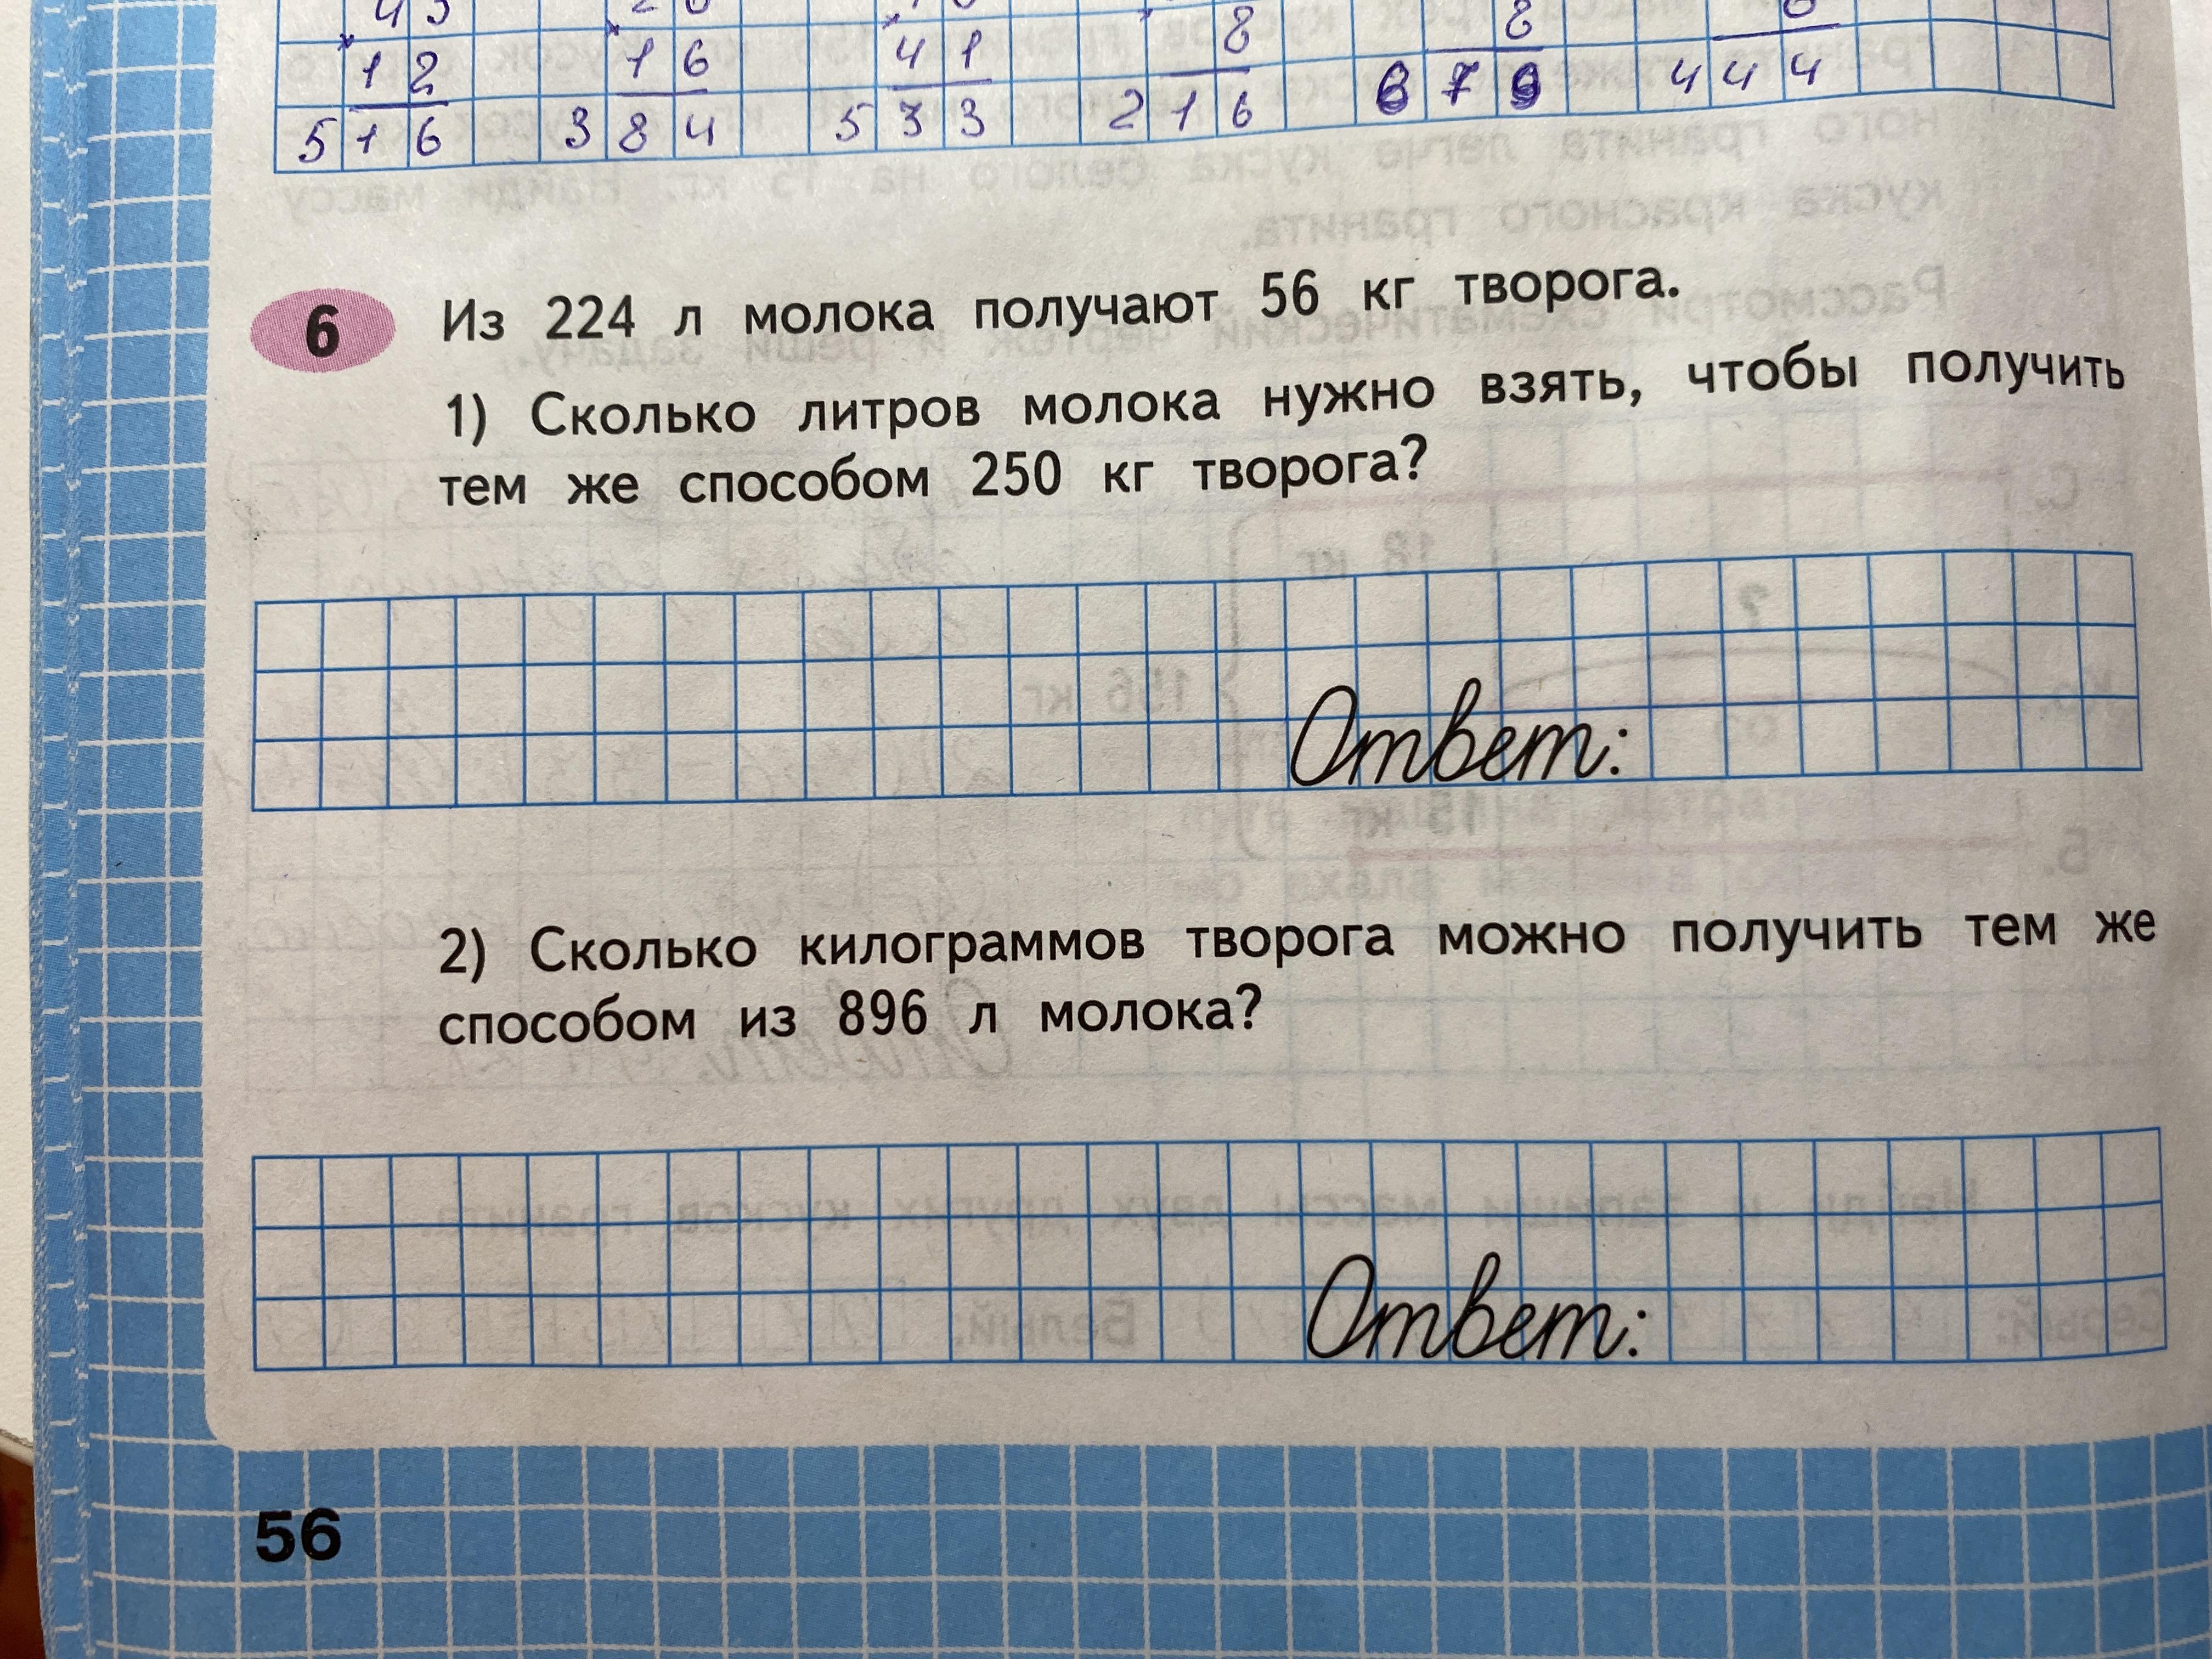 12 16 41 8 8
516 384 533 216 679 444
6 Из 224 л молока получают 56 кг творога.
1) Сколько литров молока нужно взять, чтобы получить
тем же способом 250 кг творога?
Ответ:
2) Сколько килограммов творога можно получить тем же
способом из 896 л молока?
Ответ:
56